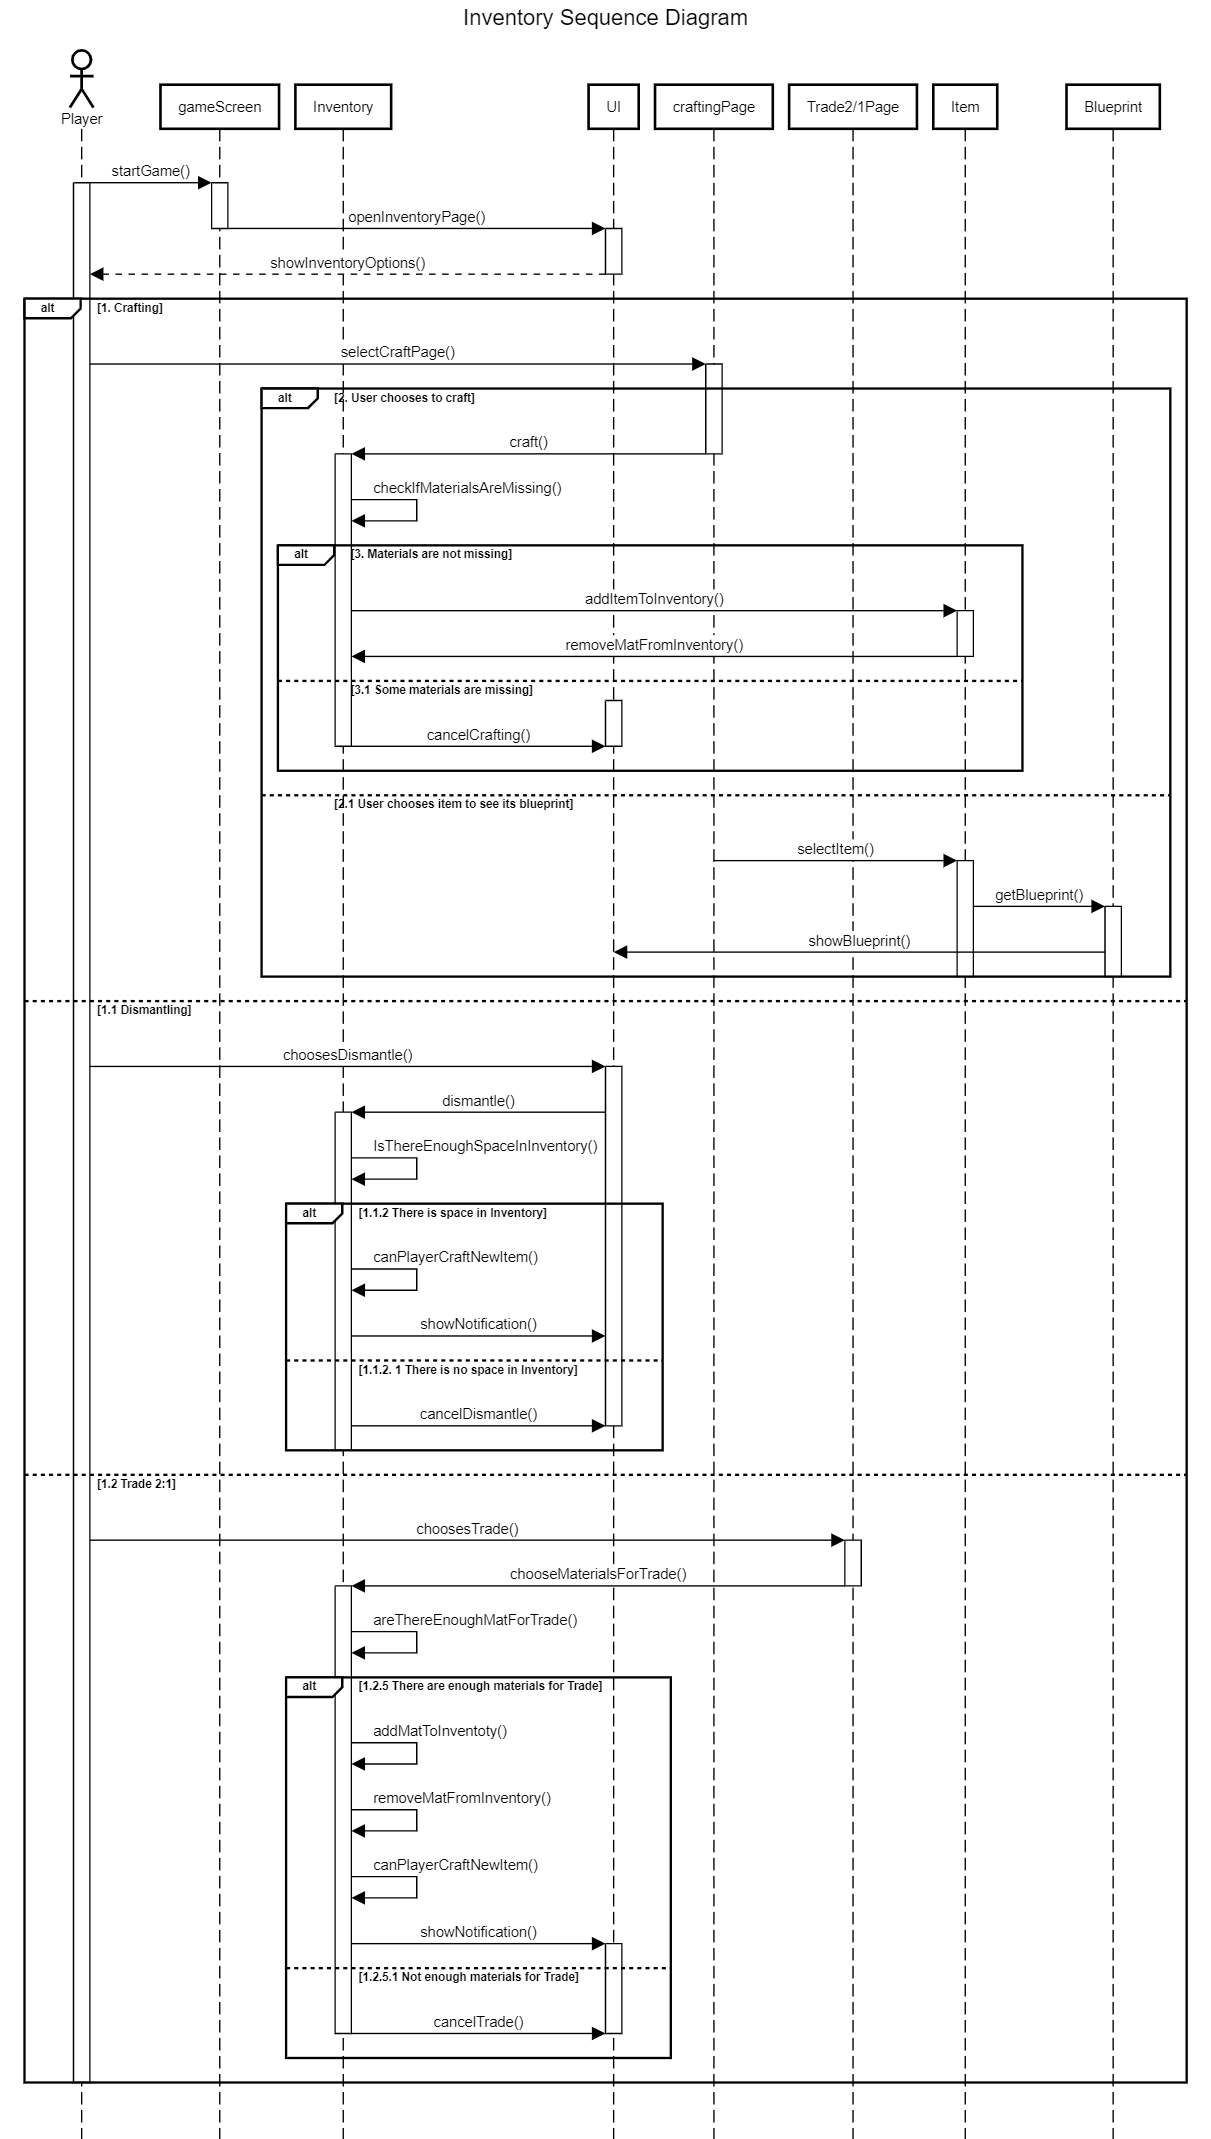 Inventory Sequence Diagram
Player
gameScreen
Inventory
UI
craftingPage
Trade2/1Page
Item
Blueprint
startGame()
openInventoryPage()
showInventoryOptions()
alt
[1. Crafting]
selectCraftPage()
alt
[2. User chooses to craft]
craft()
checkIfMaterialsAreMissing()
alt
[3. Materials are not missing]
addItemToInventory()
removeMatFromInventory()
[3.1 Some materials are missing]
cancelCrafting()
[2.1 User chooses item to see its blueprint]
selectItem()
getBlueprint()
showBlueprint()
[1.1 Dismantling]
choosesDismantle()
dismantle()
IsThereEnoughSpaceInInventory()
alt
[1.1.2 There is space in Inventory]
canPlayerCraftNewItem()
showNotification()
[1.1.2. 1 There is no space in Inventory]
cancelDismantle()
[1.2 Trade 2:1]
choosesTrade()
chooseMaterialsForTrade()
areThereEnoughMatForTrade()
alt
[1.2.5 There are enough materials for Trade]
addMatToInventoty()
removeMatFromInventory()
canPlayerCraftNewItem()
showNotification()
[1.2.5.1 Not enough materials for Trade]
cancelTrade()